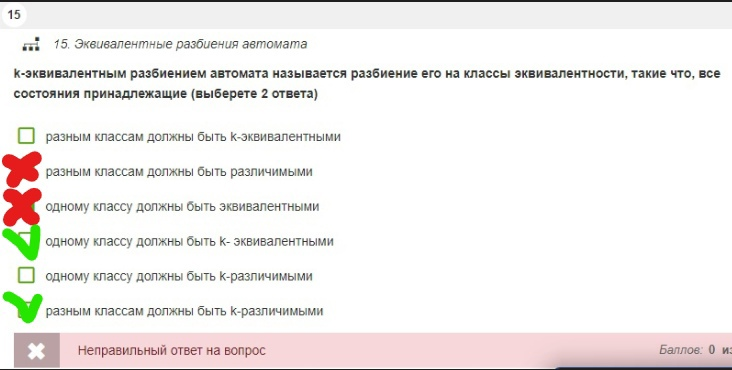 15
15. Эквивалентные разбиения автомата
k-эквивалентным разбиением автомата называется разбиение его на классы эквивалентности, такие что, все
состояния принадлежащие (выберете 2 ответа)
разным классам должны быть k-эквивалентными
разным классам должны быть различимыми
одному классу должны быть эквивалентными
одному классу должны быть k- эквивалентными
одному классу должны быть k-различимыми
разным классам должны быть k-различимыми
Неправильный ответ на вопрос
Баллов: 0 из